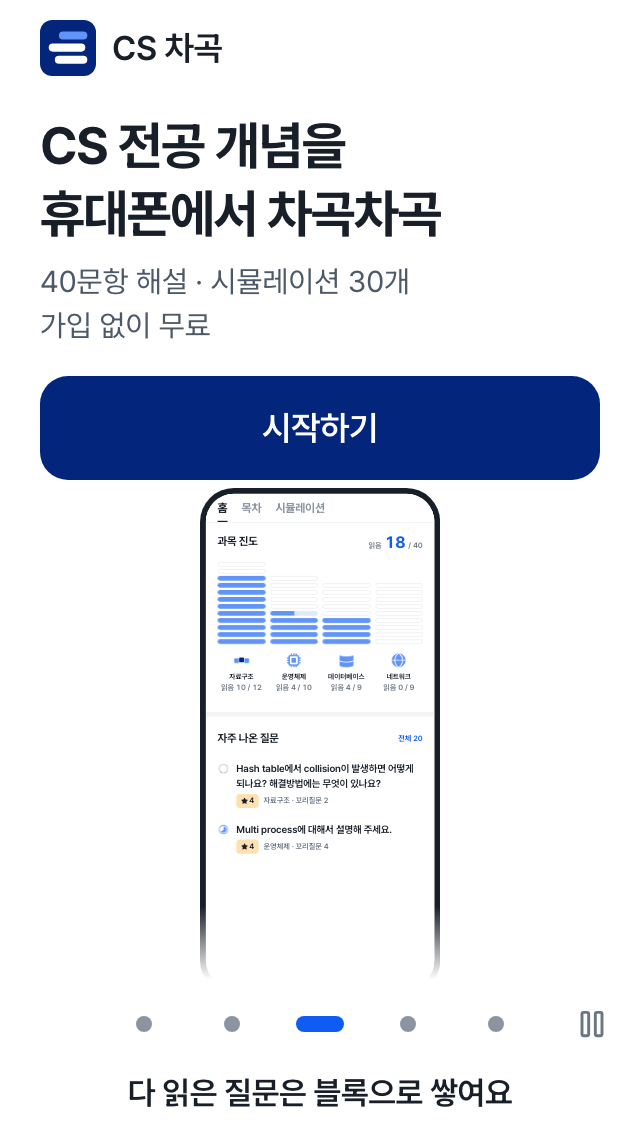 CS 차곡
CS 전공 개념을
휴대폰에서 차곡차곡
40문항 해설 · 시뮬레이션 30개
가입 없이 무료
시작하기
홈 목차 시뮬레이션
과목 진도 읽음 18 / 40
자료구조 운영체제 데이터베이스 네트워크
읽음 10 / 12 읽음 4 / 10 읽음 4 / 9 읽음 0 / 9
자주 나온 질문 전체 20
Hash table에서 collision이 발생하면 어떻게
되나요? 해결방법에는 무엇이 있나요?
★4 자료구조 · 꼬리질문 2
Multi process에 대해서 설명해 주세요.
★4 운영체제 · 꼬리질문 4
다 읽은 질문은 블록으로 쌓여요